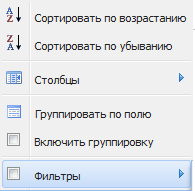 Сортировать по возрастанию
Сортировать по убыванию
Столбцы
Группировать по полю
Включить группировку
Фильтры